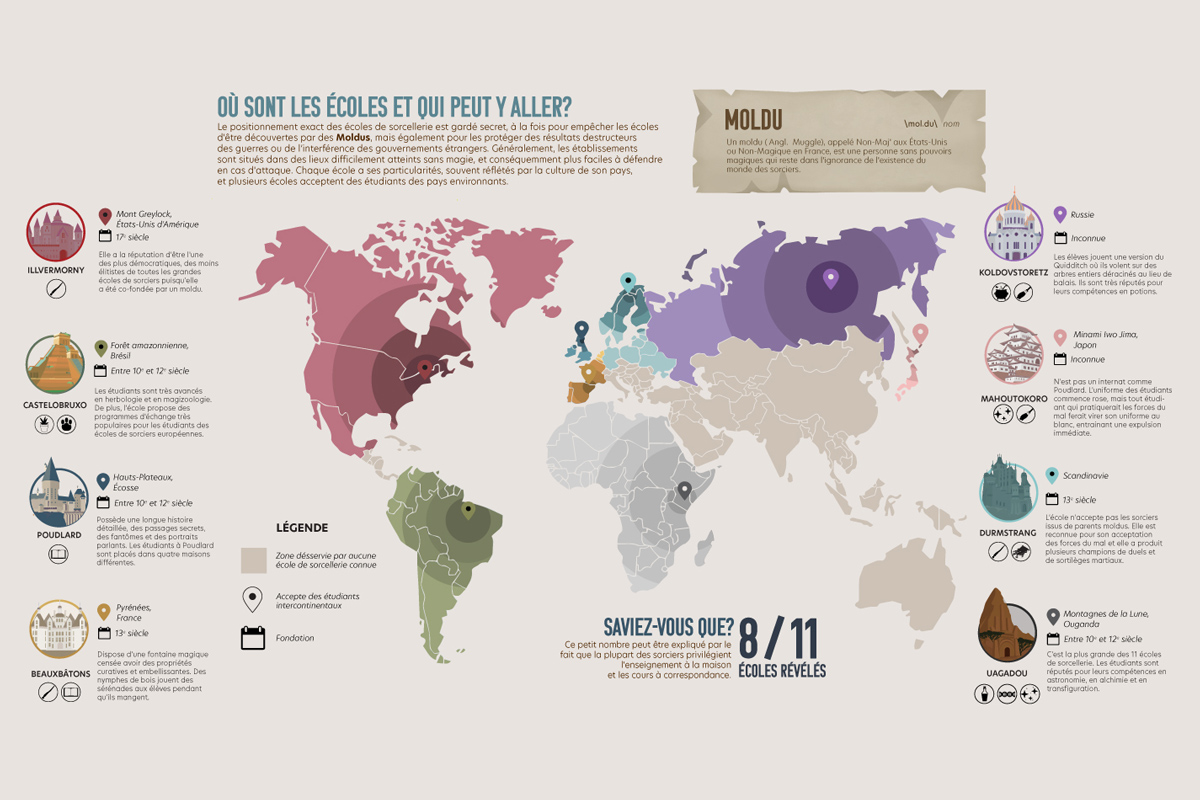 OÙ SONT LES ÉCOLES ET QUI PEUT Y ALLER?
Le positionnement exact des écoles de sorcellerie est gardé secret, à la fois pour empêcher les écoles
d'être découvertes par des Moldus, mais également pour les protéger des résultats destructeurs
des guerres ou de l'interférence des gouvernements étrangers. Généralement, les établissements
sont situés dans des lieux difficilement atteints sans magie, et conséquemment plus faciles à défendre
en cas d'attaque. Chaque école a ses particularités, souvent réflétés par la culture de son pays,
et plusieurs écoles acceptent des étudiants des pays environnants.
MOLDU
\mol.du\ nom
Un moldu ( Angl. Muggle), appelé Non-Maj' aux États-Unis
ou Non-Magique en France, est une personne sans pouvoirs
magiques qui reste dans l'ignorance de l'existence du
monde des sorciers.
ILLVERMORNY
Mont Greylock,
États-Unis d'Amérique
17e siècle
Elle a la réputation d'être l'une
des plus démocratiques, des moins
élitistes de toutes les grandes
écoles de sorciers puisqu'elle
a été co-fondée par un moldu.
CASTELOBRUXO
Forêt amazonnienne,
Brésil
Entre 10e et 12e siècle
Les étudiants sont très avancés
en herbologie et en magizoologie.
De plus, l'école propose des
programmes d'échange très
populaires pour les étudiants des
écoles de sorciers européennes.
POUDLARD
Hauts-Plateaux,
Écosse
Entre 10e et 12e siècle
Possède une longue histoire
détaillée, des passages secrets,
des fantômes et des portraits
parlants. Les étudiants à Poudlard
sont placés dans quatre maisons
différentes.
BEAUXBÂTONS
Pyrénées,
France
13e siècle
Dispose d'une fontaine magique
censée avoir des propriétés
curatives et embellissantes. Des
nymphes de bois jouent des
sérénades aux élèves pendant
qu'ils mangent.
LÉGENDE
Zone désservie par aucune
école de sorcellerie connue
Accepte des étudiants
intercontinentaux
Fondation
SAVIEZ-VOUS QUE?
Ce petit nombre peut être expliqué par le
fait que la plupart des sorciers privilégient
l'enseignement à la maison
et les cours à correspondance.
8/11
ÉCOLES RÉVÉLÉS
KOLDOVSTORETZ
Russie
Inconnue
Les élèves jouent une version du
Quidditch où ils volent sur des
arbres entiers déracinés au lieu de
balais. Ils sont très réputés pour
leurs compétences en potions.
MAHOUTOKORO
Minami Iwo Jima,
Japon
Inconnue
N'est pas un internat comme
Poudlard. L'uniforme des étudiants
commence rose, mais tout étudi-
ant qui pratiquerait les forces du
mal ferait virer son uniforme au
blanc, entrainant une expulsion
immédiate.
DURMSTRANG
Scandinavie
13e siècle
L'école n'accepte pas les sorciers
issus de parents moldus. Elle est
reconnue pour son acceptation
des forces du mal et elle a produit
plusieurs champions de duels et
de sortilèges martiaux.
UAGADOU
Montagnes de la Lune,
Ouganda
Entre 10e et 12e siècle
C'est la plus grande des 11 écoles
de sorcellerie. Les étudiants sont
réputés pour leurs compétences en
astronomie, en alchimie et en
transfiguration.